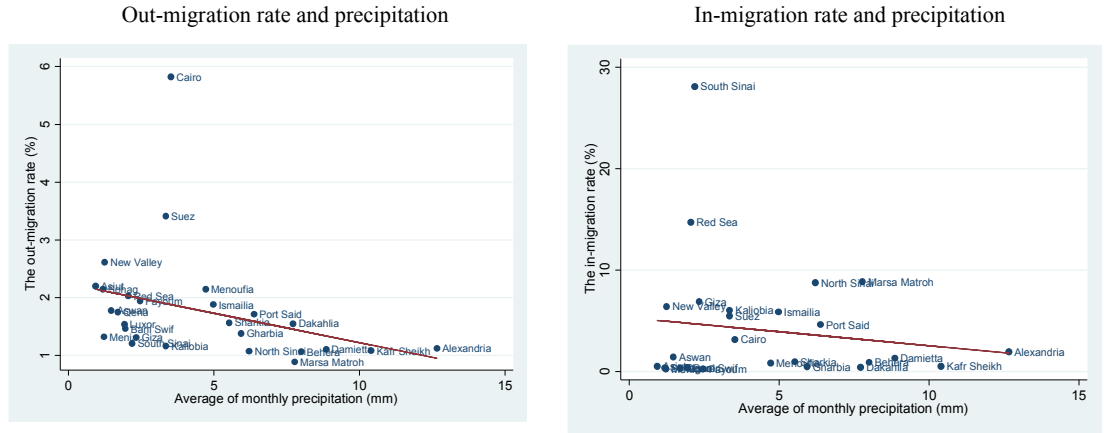 Out-migration rate and precipitation
The out-migration rate (%)
6
5
4
3
2
1
Cairo
Suez
New Valley
Asiut
Sohag
Red Sea
Fayoum
Menoufia
Ismailia
Aswan
Qena
Port Said
Luxor
Bani Swif
Sharkia
Dakahlia
Gharbia
Menia
Giza
South Sinai
Kaliobia
North Sinai
Behera
Damietta
Kafr Sheikh
Alexandria
Marsa Matroh
0
5
10
15
Average of monthly precipitation (mm)
In-migration rate and precipitation
The in-migration rate (%)
30
20
10
0
South Sinai
Red Sea
North Sinai
Marsa Matroh
Giza
New Valley
Kaliobia
Suez
Ismailia
Port Said
Cairo
Alexandria
Aswan
Damietta
Sharkia
Behera
Gharbia
Dakahlia
Kafr Sheikh
Fayoum
0
5
10
15
Average of monthly precipitation (mm)